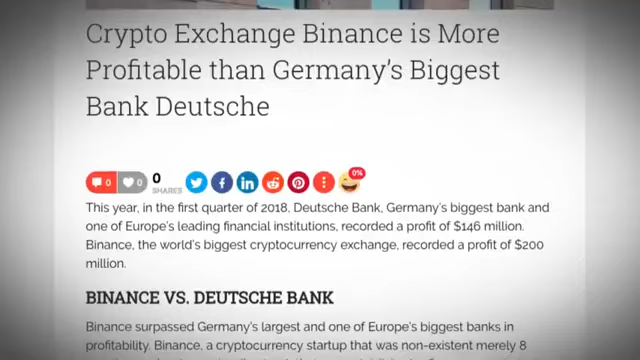 Crypto Exchange Binance is More
Profitable than Germany's Biggest
Bank Deutsche
0 0 0 SHARES 0%
This year, in the first quarter of 2018, Deutsche Bank, Germany's biggest bank and
one of Europe's leading financial institutions, recorded a profit of $146 million.
Binance, the world's biggest cryptocurrency exchange, recorded a profit of $200
million.
BINANCE VS. DEUTSCHE BANK
Binance surpassed Germany's largest and one of Europe's biggest banks in
profitability. Binance, a cryptocurrency startup that was non-existent merely 8